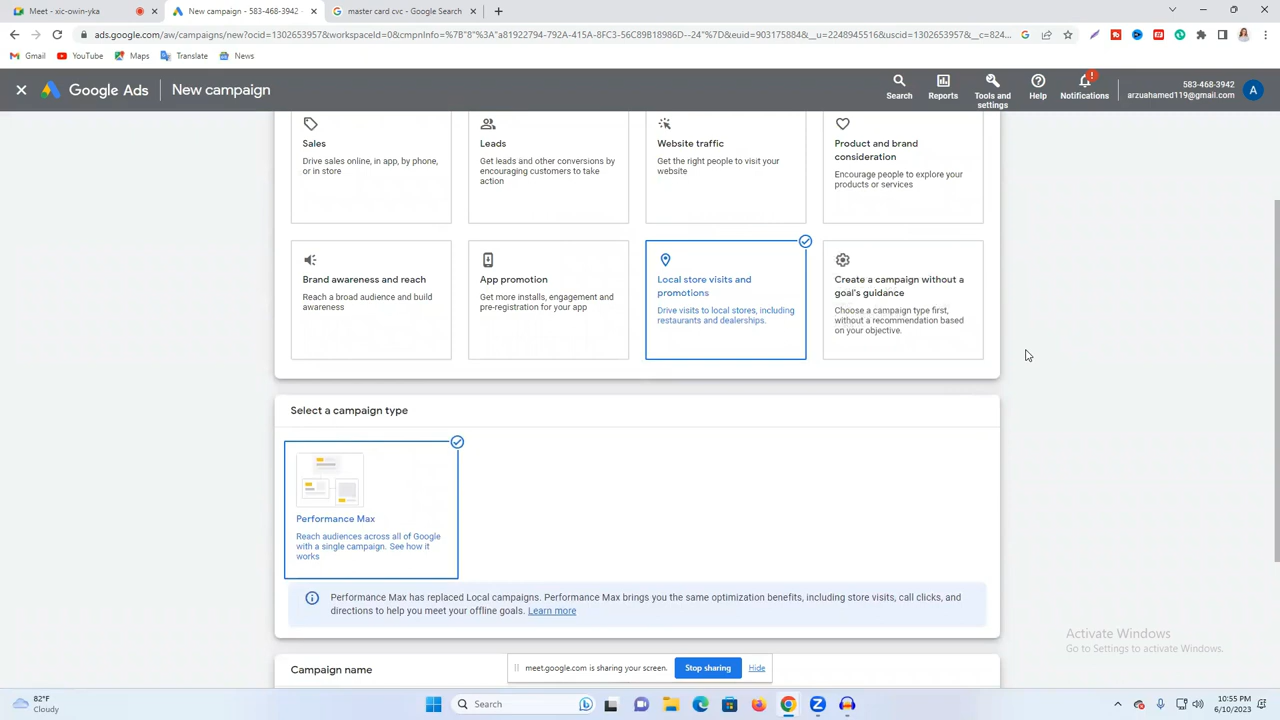 Meet - xic-owin-yka
New campaign - 583-468-3942
master card cvc - Google Search
ads.google.com/aw/campaigns/new?ocid=1302653957&workspaceId=0&cmpnInfo=%7B"8"%3A"a81922794-792A-415A-8FC3-56C89B18986D--24"%7D&euid=303175884&__u=2248945516&uscid=1302653957&__c=824...
Gmail
YouTube
Maps
Translate
News
Google Ads
New campaign
Search
Reports
Tools and
settings
Help
Notifications
583-468-3942
arzuahamed119@gmail.com
A
Sales
Drive sales online, in app, by phone,
or in store
Leads
Get leads and other conversions by
encouraging customers to take
action
Website traffic
Get the right people to visit your
website
Product and brand
consideration
Encourage people to explore your
products or services
Brand awareness and reach
Reach a broad audience and build
awareness
App promotion
Get more installs, engagement and
pre-registration for your app
Local store visits and
promotions
Drive visits to local stores, including
restaurants and dealerships.
Create a campaign without a
goal's guidance
Choose a campaign type first,
without a recommendation based
on your objective.
Select a campaign type
Performance Max
Reach audiences across all of Google
with a single campaign. See how it
works
Performance Max has replaced Local campaigns. Performance Max brings you the same optimization benefits, including store visits, call clicks, and
directions to help you meet your offline goals. Learn more
Activate Windows
Go to Settings to activate Windows.
Campaign name
meet.google.com is sharing your screen.
Stop sharing
Hide
82°F
Cloudy
Search
10:55 PM
6/10/2023